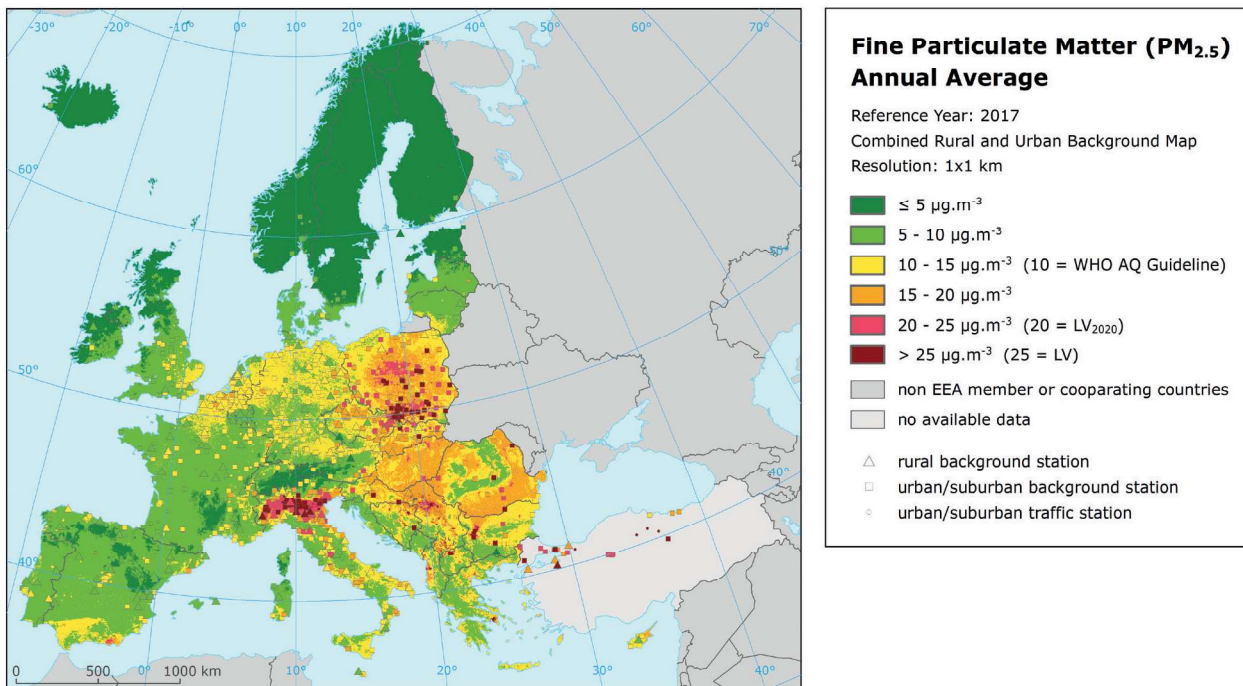 -30° -20° -10° 0° 10° 20° 30° 40° 50° 60° 70°
60°
50°
40°
50°
40°
0 500 1000 km
0° 10° 20° 30° 40°
Fine Particulate Matter (PM2.5)
Annual Average
Reference Year: 2017
Combined Rural and Urban Background Map
Resolution: 1x1 km
≤ 5 µg.m⁻³
5 - 10 µg.m⁻³
10 - 15 µg.m⁻³ (10 = WHO AQ Guideline)
15 - 20 µg.m⁻³
20 - 25 µg.m⁻³ (20 = LV2020)
> 25 µg.m⁻³ (25 = LV)
non EEA member or cooparating countries
no available data
rural background station
urban/suburban background station
urban/suburban traffic station